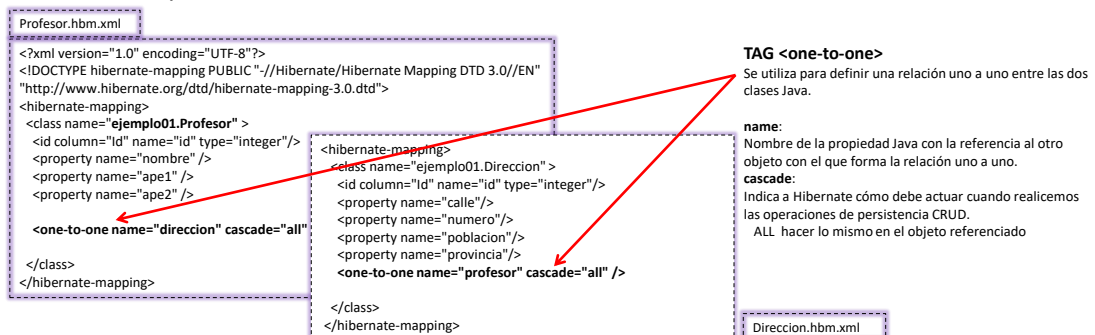 Profesor.hbm.xml
<?xml version="1.0" encoding="UTF-8"?>
<!DOCTYPE hibernate-mapping PUBLIC "-//Hibernate/Hibernate Mapping DTD 3.0//EN"
"http://www.hibernate.org/dtd/hibernate-mapping-3.0.dtd">
<hibernate-mapping>
<class name="ejemplo01.Profesor" >
<id column="Id" name="id" type="integer"/>
<property name="nombre" />
<property name="ape1" />
<property name="ape2" />
<one-to-one name="direccion" cascade="all"
</class>
</hibernate-mapping>
<hibernate-mapping>
<class name="ejemplo01.Direccion" >
<id column="Id" name="id" type="integer"/>
<property name="calle"/>
<property name="numero"/>
<property name="poblacion"/>
<property name="provincia"/>
<one-to-one name="profesor" cascade="all" />
</class>
</hibernate-mapping>
TAG <one-to-one>
Se utiliza para definir una relación uno a uno entre las dos
clases Java.
name:
Nombre de la propiedad Java con la referencia al otro
objeto con el que forma la relación uno a uno.
cascade:
Indica a Hibernate cómo debe actuar cuando realicemos
las operaciones de persistencia CRUD.
ALL hacer lo mismo en el objeto referenciado
Direccion.hbm.xml